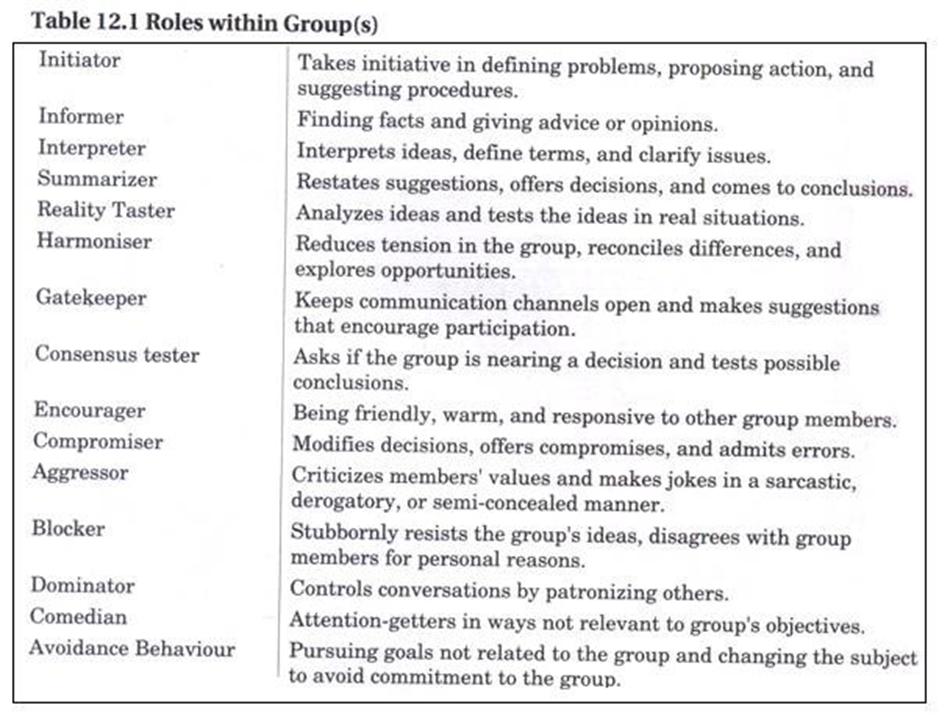 Table 12.1 Roles within Group(s)
Initiator Takes initiative in defining problems, proposing action, and
suggesting procedures.
Informer Finding facts and giving advice or opinions.
Interpreter Interprets ideas, define terms, and clarify issues.
Summarizer Restates suggestions, offers decisions, and comes to conclusions.
Reality Taster Analyzes ideas and tests the ideas in real situations.
Harmoniser Reduces tension in the group, reconciles differences, and
explores opportunities.
Gatekeeper Keeps communication channels open and makes suggestions
that encourage participation.
Consensus tester Asks if the group is nearing a decision and tests possible
conclusions.
Encourager Being friendly, warm, and responsive to other group members.
Compromiser Modifies decisions, offers compromises, and admits errors.
Aggressor Criticizes members' values and makes jokes in a sarcastic,
derogatory, or semi-concealed manner.
Blocker Stubbornly resists the group's ideas, disagrees with group
members for personal reasons.
Dominator Controls conversations by patronizing others.
Comedian Attention-getters in ways not relevant to group's objectives.
Avoidance Behaviour Pursuing goals not related to the group and changing the subject
to avoid commitment to the group.